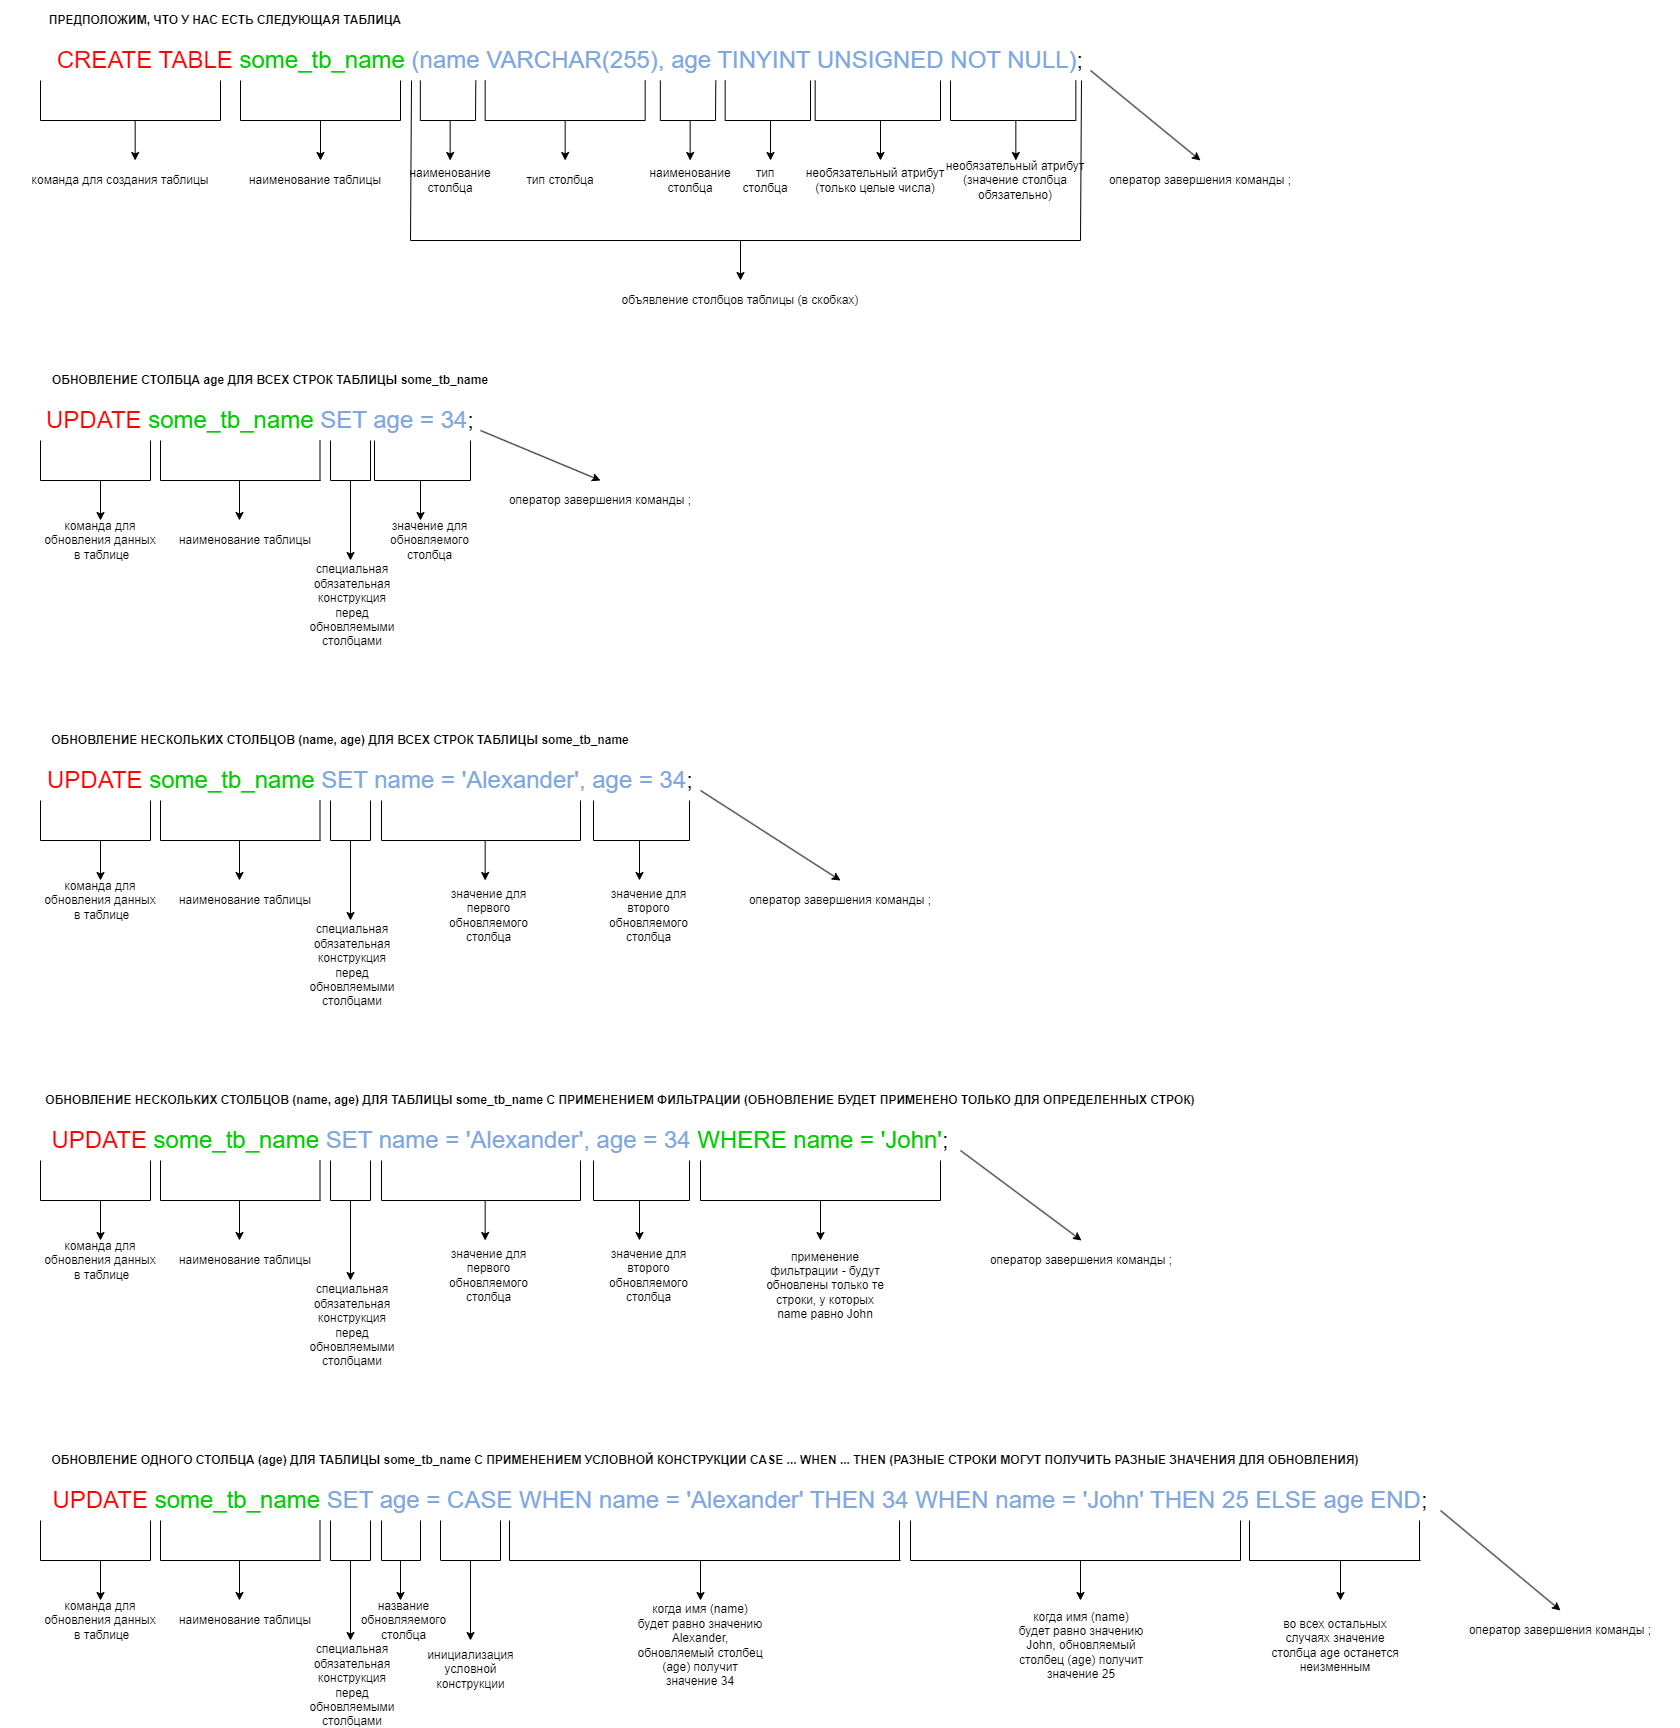 ПРЕДПОЛОЖИМ, ЧТО У НАС ЕСТЬ СЛЕДУЮЩАЯ ТАБЛИЦА
CREATE TABLE some_tb_name (name VARCHAR(255), age TINYINT UNSIGNED NOT NULL);
команда для создания таблицы
наименование таблицы
наименование
столбца
тип столбца
наименование
столбца
тип
столбца
необязательный атрибут
(только целые числа)
необязательный атрибут
(значение столбца
обязательно)
оператор завершения команды ;
объявление столбцов таблицы (в скобках)
ОБНОВЛЕНИЕ СТОЛБЦА age ДЛЯ ВСЕХ СТРОК ТАБЛИЦЫ some_tb_name
UPDATE some_tb_name SET age = 34;
команда для
обновления данных
в таблице
наименование таблицы
специальная
обязательная
конструкция
перед
обновляемыми
столбцами
значение для
обновляемого
столбца
оператор завершения команды ;
ОБНОВЛЕНИЕ НЕСКОЛЬКИХ СТОЛБЦОВ (name, age) ДЛЯ ВСЕХ СТРОК ТАБЛИЦЫ some_tb_name
UPDATE some_tb_name SET name = 'Alexander', age = 34;
команда для
обновления данных
в таблице
наименование таблицы
специальная
обязательная
конструкция
перед
обновляемыми
столбцами
значение для
первого
обновляемого
столбца
значение для
второго
обновляемого
столбца
оператор завершения команды ;
ОБНОВЛЕНИЕ НЕСКОЛЬКИХ СТОЛБЦОВ (name, age) ДЛЯ ТАБЛИЦЫ some_tb_name С ПРИМЕНЕНИЕМ ФИЛЬТРАЦИИ (ОБНОВЛЕНИЕ БУДЕТ ПРИМЕНЕНО ТОЛЬКО ДЛЯ ОПРЕДЕЛЕННЫХ СТРОК)
UPDATE some_tb_name SET name = 'Alexander', age = 34 WHERE name = 'John';
команда для
обновления данных
в таблице
наименование таблицы
специальная
обязательная
конструкция
перед
обновляемыми
столбцами
значение для
первого
обновляемого
столбца
значение для
второго
обновляемого
столбца
применение
фильтрации - будут
обновлены только те
строки, у которых
name равно John
оператор завершения команды ;
ОБНОВЛЕНИЕ ОДНОГО СТОЛБЦА (age) ДЛЯ ТАБЛИЦЫ some_tb_name С ПРИМЕНЕНИЕМ УСЛОВНОЙ КОНСТРУКЦИИ CASE ... WHEN ... THEN (РАЗНЫЕ СТРОКИ МОГУТ ПОЛУЧИТЬ РАЗНЫЕ ЗНАЧЕНИЯ ДЛЯ ОБНОВЛЕНИЯ)
UPDATE some_tb_name SET age = CASE WHEN name = 'Alexander' THEN 34 WHEN name = 'John' THEN 25 ELSE age END;
команда для
обновления данных
в таблице
наименование таблицы
специальная
обязательная
конструкция
перед
обновляемыми
столбцами
название
обновляяемого
столбца
инициализация
условной
конструкции
когда имя (name)
будет равно значению
Alexander,
обновляемый столбец
(age) получит
значение 34
когда имя (name)
будет равно значению
John, обновляемый
столбец (age) получит
значение 25
во всех остальных
случаях значение
столбца age останется
неизменным
оператор завершения команды ;